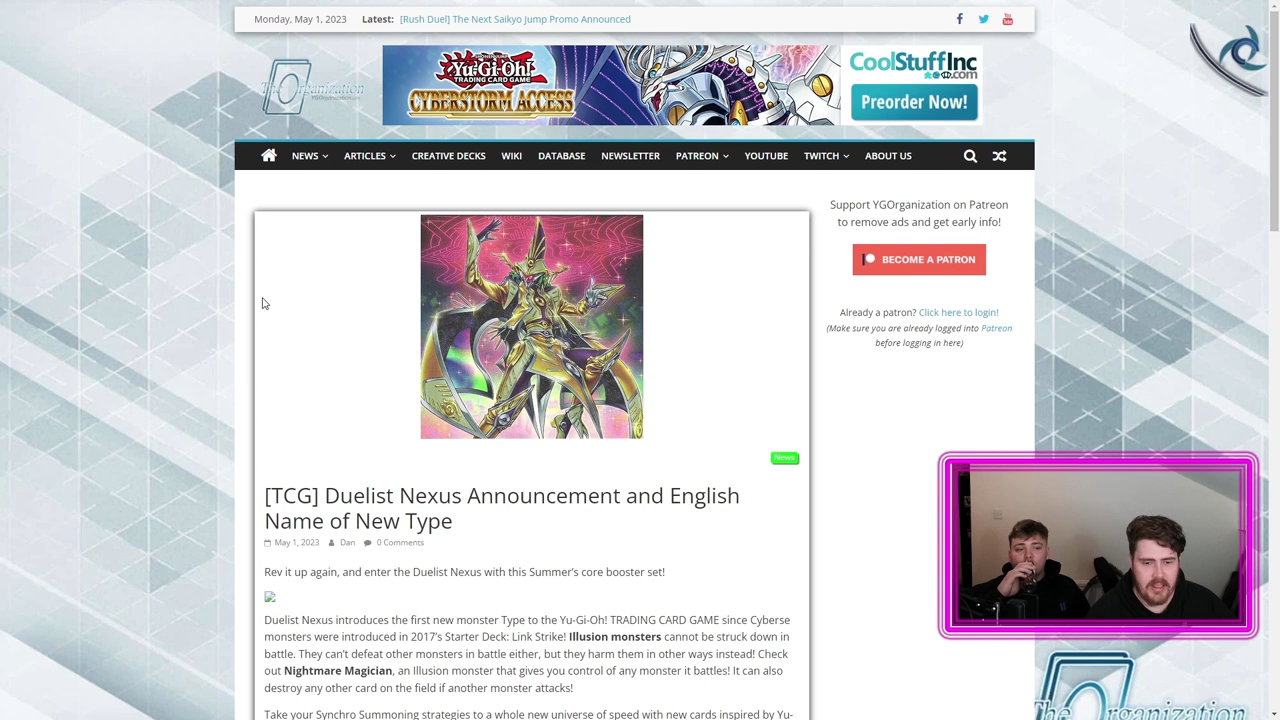 Monday, May 1, 2023
Latest: [Rush Duel] The Next Saikyo Jump Promo Announced
The Organization
YGOrganization.com
Yu-Gi-Oh!
TRADING CARD GAME
CYBERSTORM ACCESS
CoolStuffInc
.com
Preorder Now!
NEWS ARTICLES CREATIVE DECKS WIKI DATABASE NEWSLETTER PATREON YOUTUBE TWITCH ABOUT US
Support YGOrganization on Patreon
to remove ads and get early info!
BECOME A PATRON
Already a patron? Click here to login!
(Make sure you are already logged into Patreon
before logging in here)
News
[TCG] Duelist Nexus Announcement and English
Name of New Type
May 1, 2023 Dan 0 Comments
Rev it up again, and enter the Duelist Nexus with this Summer's core booster set!
Duelist Nexus introduces the first new monster Type to the Yu-Gi-Oh! TRADING CARD GAME since Cyberse
monsters were introduced in 2017's Starter Deck: Link Strike! Illusion monsters cannot be struck down in
battle. They can't defeat other monsters in battle either, but they harm them in other ways instead! Check
out Nightmare Magician, an Illusion monster that gives you control of any monster it battles! It can also
destroy any other card on the field if another monster attacks!
Take your Synchro Summoning strategies to a whole new universe of speed with new cards inspired by Yu-
The Organization